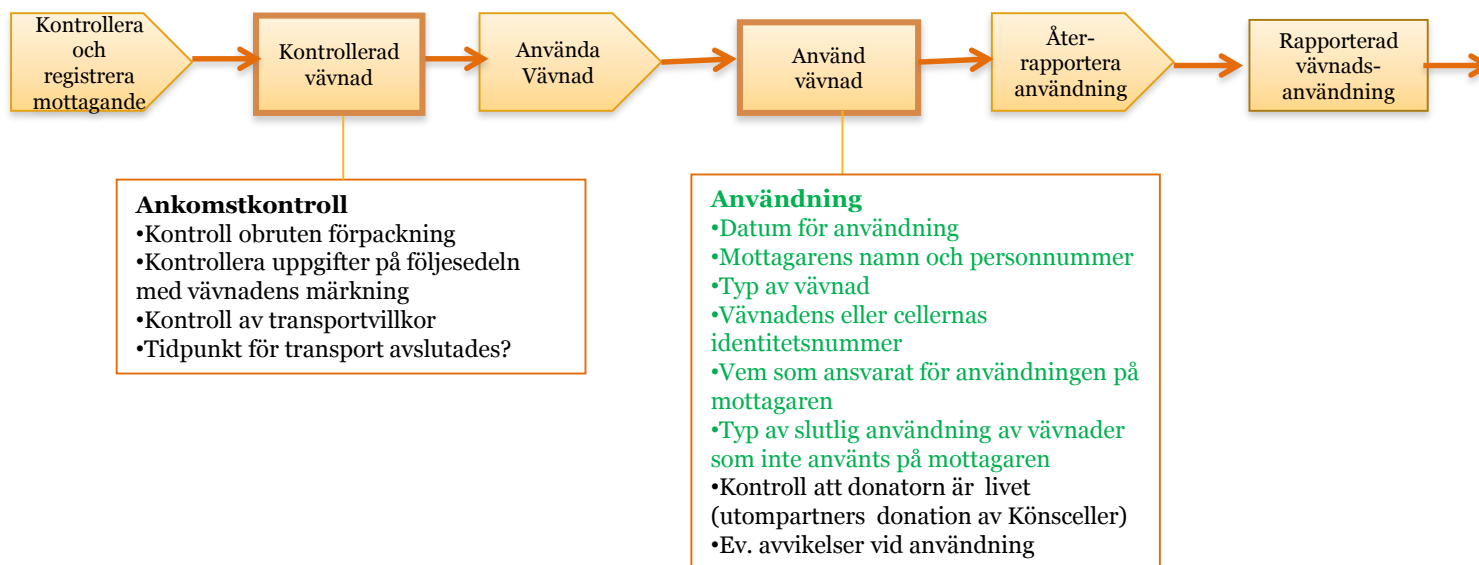 Kontrollera
och
registrera
mottagande
Kontrollerad
vävnad
Använda
Vävnad
Använd
vävnad
Åter-
rapportera
användning
Rapporterad
vävnads-
användning
Ankomstkontroll
•Kontroll obruten förpackning
•Kontrollera uppgifter på följesedeln
med vävnadens märkning
•Kontroll av transportvillkor
•Tidpunkt för transport avslutades?
Användning
•Datum för användning
•Mottagarens namn och personnummer
•Typ av vävnad
•Vävnadens eller cellernas
identitetsnummer
•Vem som ansvarat för användningen på
mottagaren
•Typ av slutlig användning av vävnader
som inte använts på mottagaren
•Kontroll att donatorn är livet
(utompartners donation av Könsceller)
•Ev. avvikelser vid användning